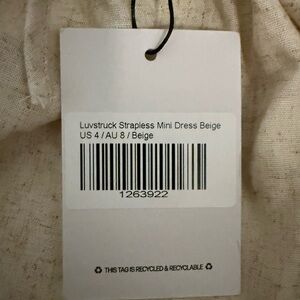 Luvstruck Strapless Mini Dress Beige
US 4 / AU 8 / Beige
1263922
♻ THIS TAG IS RECYCLED & RECYCLABLE ♻